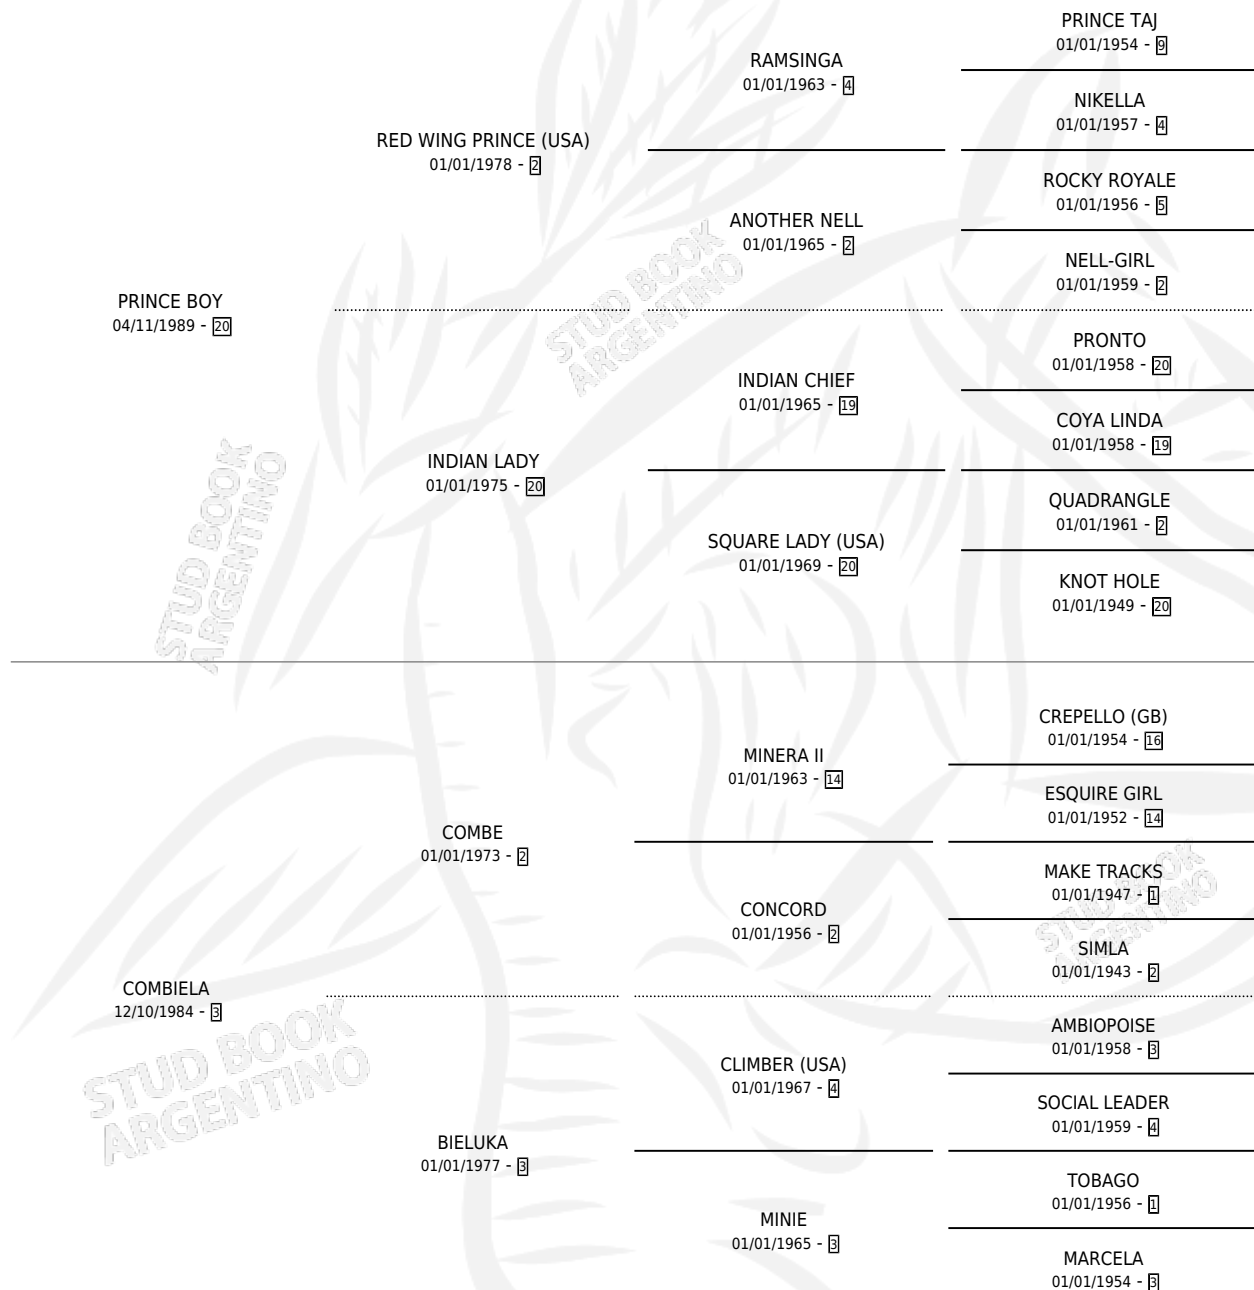 PRINCE TAJ
01/01/1954 - 9
RAMSINGA
01/01/1963 - 4
NIKELLA
01/01/1957 - 4
RED WING PRINCE (USA)
01/01/1978 - 2
ROCKY ROYALE
01/01/1956 - 5
ANOTHER NELL
01/01/1965 - 2
NELL-GIRL
01/01/1959 - 2
PRINCE BOY
04/11/1989 - 20
PRONTO
01/01/1958 - 20
INDIAN CHIEF
01/01/1965 - 19
COYA LINDA
01/01/1958 - 19
INDIAN LADY
01/01/1975 - 20
QUADRANGLE
01/01/1961 - 2
SQUARE LADY (USA)
01/01/1969 - 20
KNOT HOLE
01/01/1949 - 20
CREPELLO (GB)
01/01/1954 - 16
MINERA II
01/01/1963 - 14
ESQUIRE GIRL
01/01/1952 - 14
COMBE
01/01/1973 - 2
MAKE TRACKS
01/01/1947 - 1
CONCORD
01/01/1956 - 2
SIMLA
01/01/1943 - 2
COMBIELA
12/10/1984 - 3
AMBIOPOISE
01/01/1958 - 3
CLIMBER (USA)
01/01/1967 - 4
SOCIAL LEADER
01/01/1959 - 4
BIELUKA
01/01/1977 - 3
TOBAGO
01/01/1956 - 1
MINIE
01/01/1965 - 3
MARCELA
01/01/1954 - 3
STUD BOOK
ARGENTINO
STUD BOOK
ARGENTINO
STUD BOOK
ARGENTINO
STUD BOOK
ARGENTINO